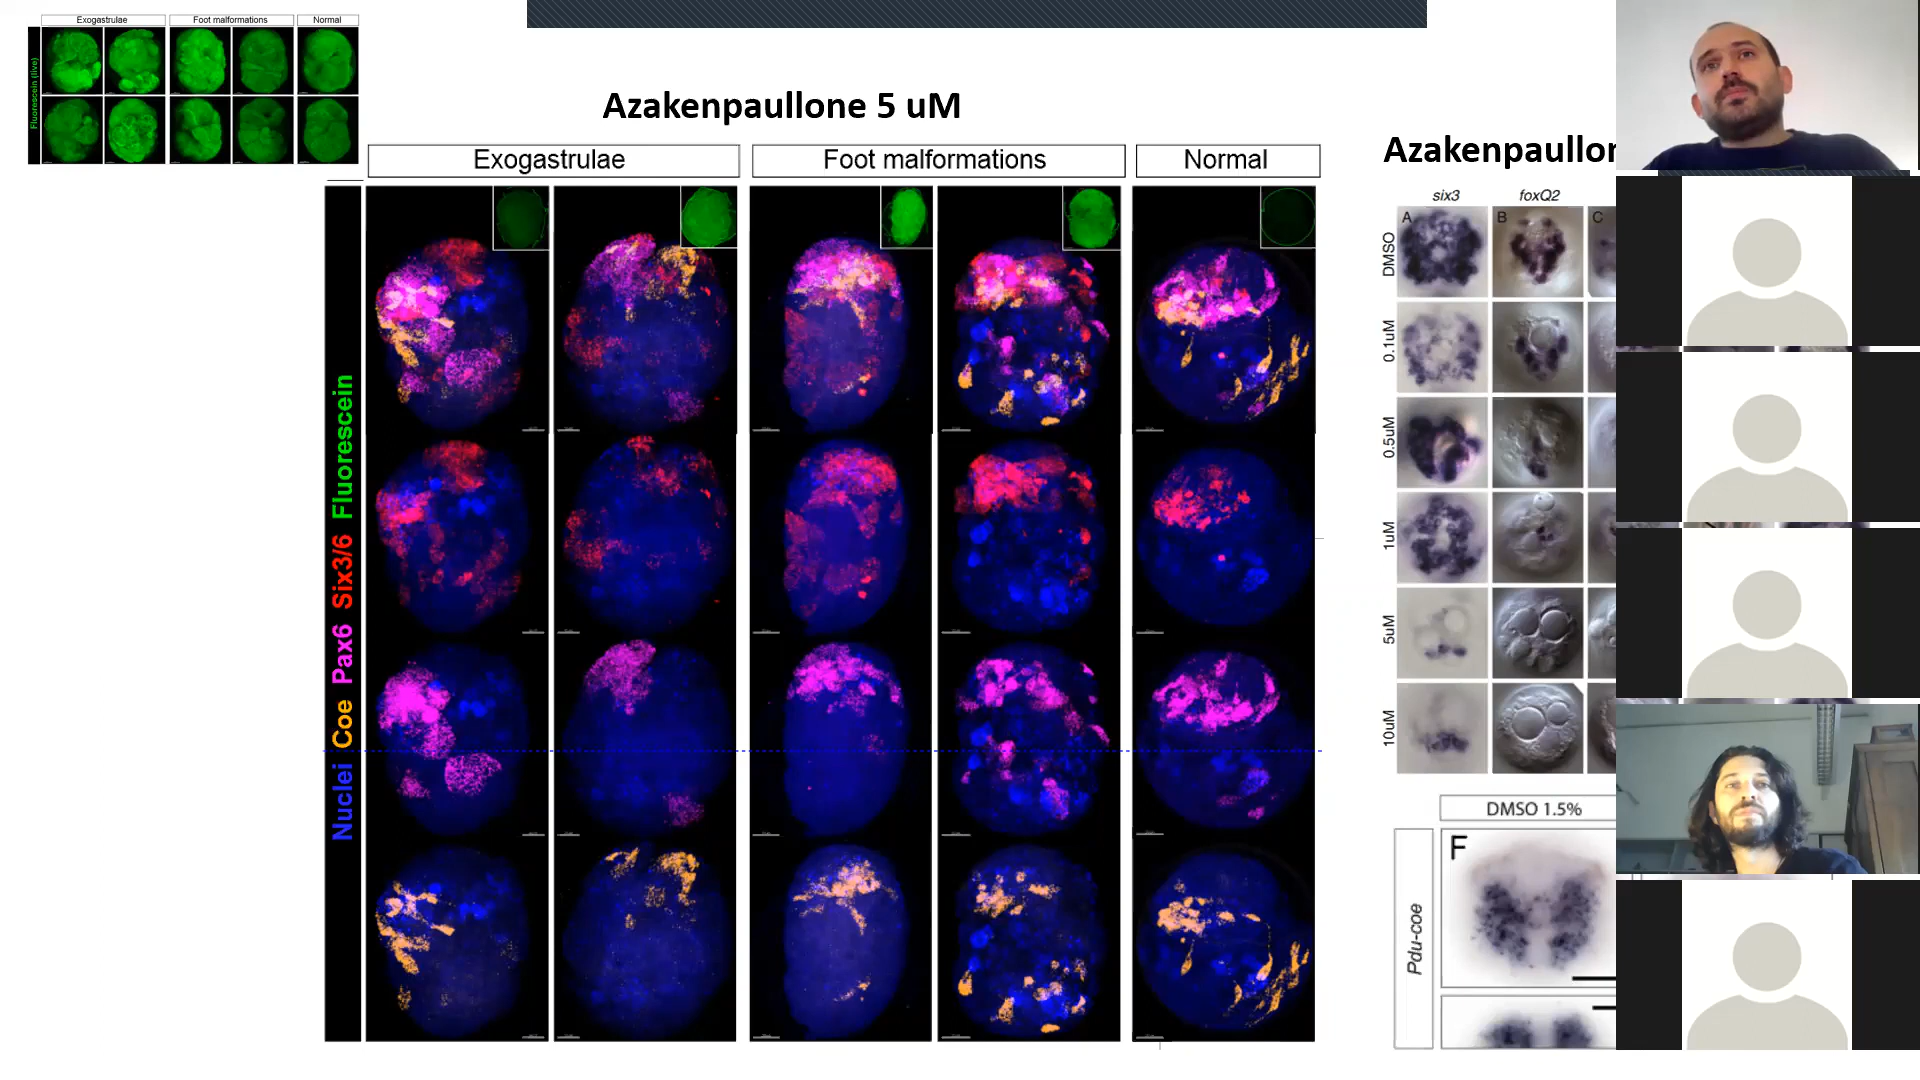 Exogastrulae Foot malformations Normal
Fluorescein (live)
Azakenpaullone 5 uM
Exogastrulae Foot malformations Normal
Nuclei Coe Pax6 Six3/6 Fluorescein
Azakenpaullon
six3 foxQ2
A B C
DMSO
0.1uM
0.5uM
1uM
5uM
10uM
DMSO 1.5%
F
Pdu-coe